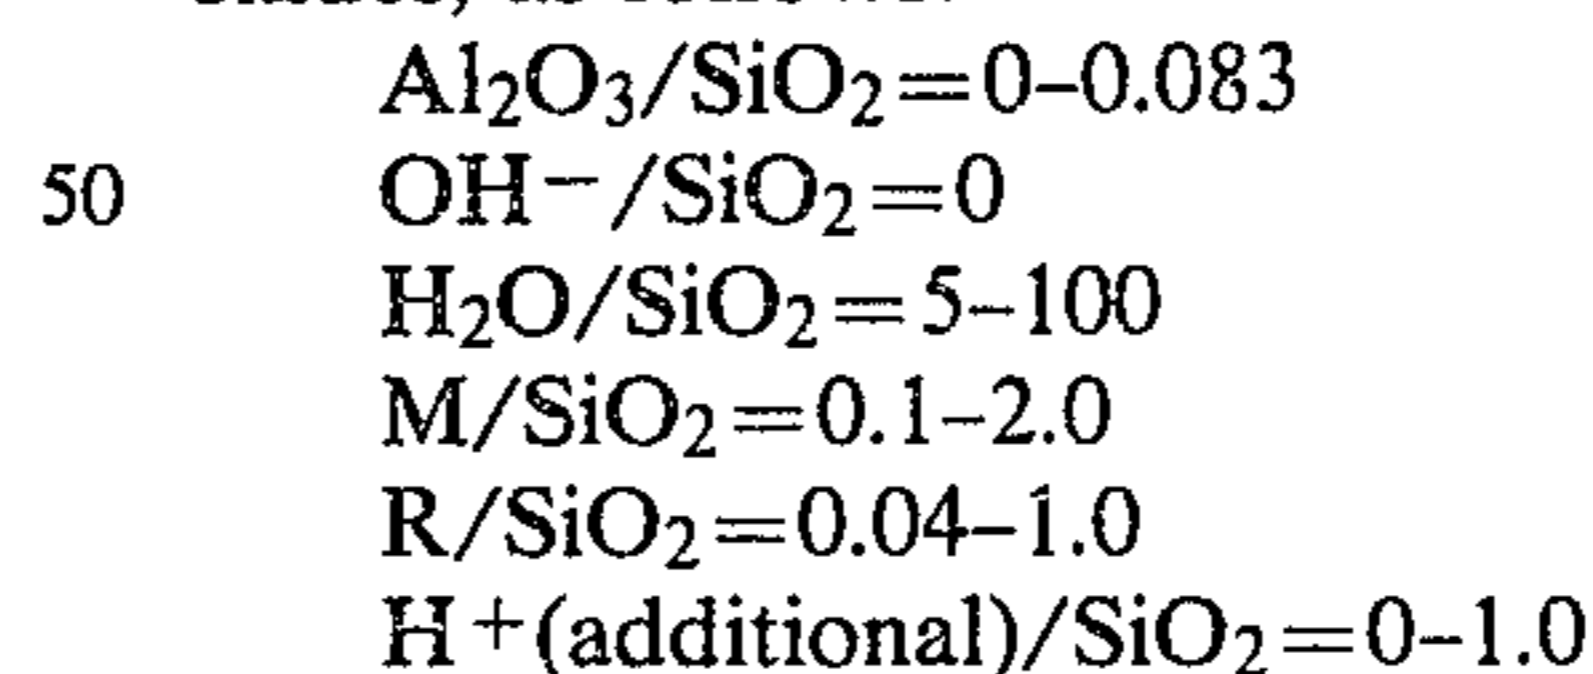 Al₂O₃/SiO₂=0–0.083
50 OH⁻/SiO₂=0
H₂O/SiO₂=5–100
M/SiO₂=0.1–2.0
R/SiO₂=0.04–1.0
H⁺(additional)/SiO₂=0–1.0